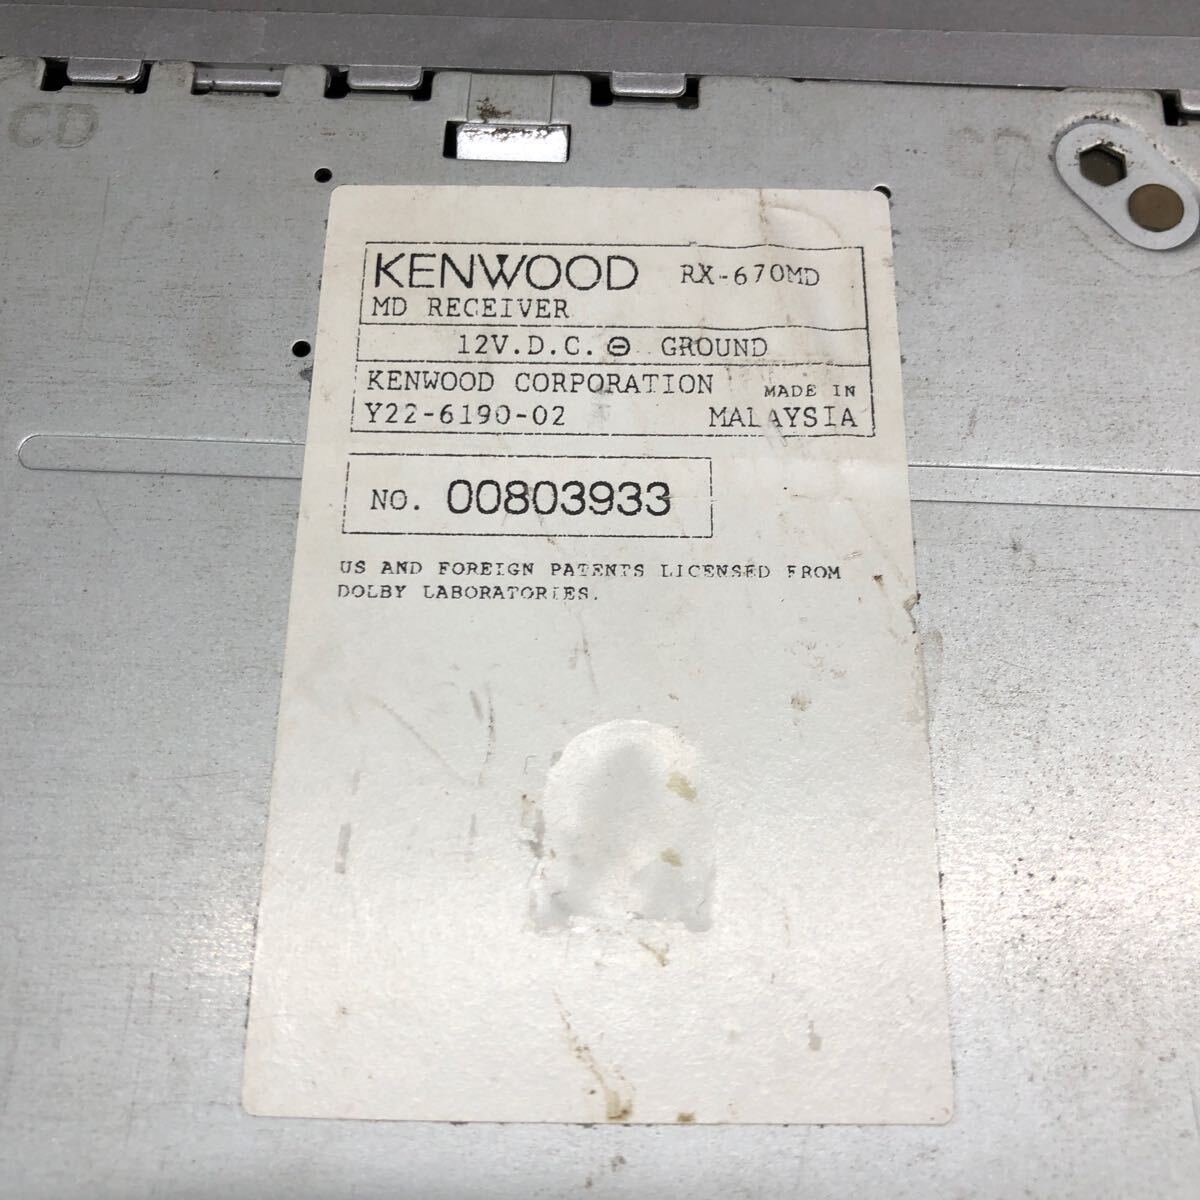 CD
CD
KENWOOD RX-670MD
MD RECEIVER
12V.D.C. ⊖ GROUND
KENWOOD CORPORATION MADE IN
Y22-6190-02 MALAYSIA
NO. 00803933
US AND FOREIGN PATENTS LICENSED FROM
DOLBY LABORATORIES.